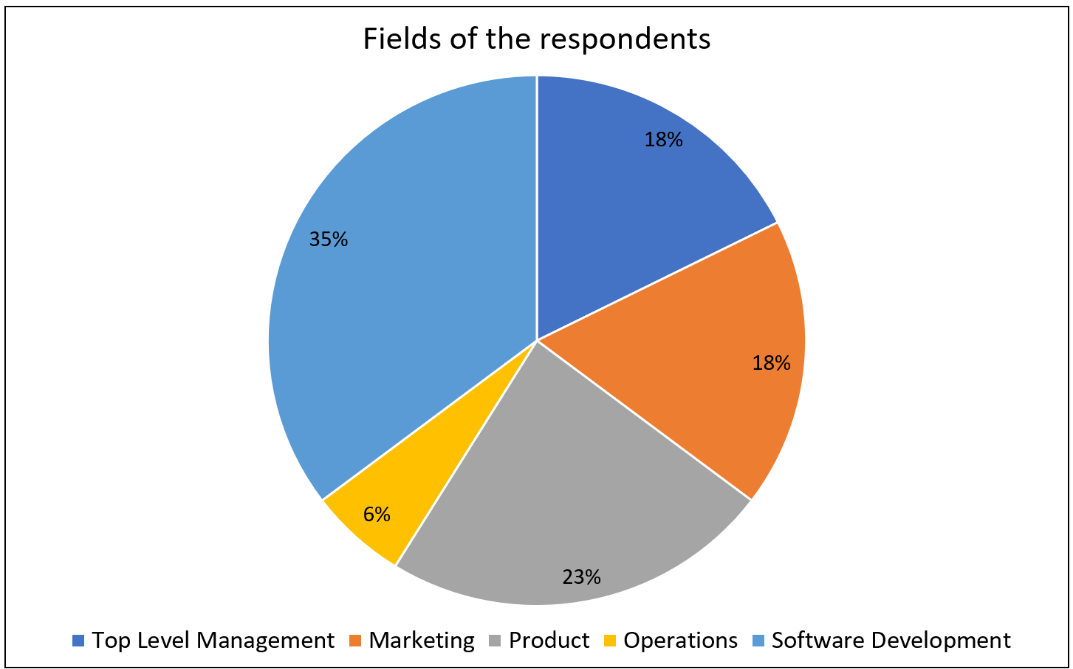 Fields of the respondents
18%
35%
18%
6%
23%
Top Level Management Marketing Product Operations Software Development